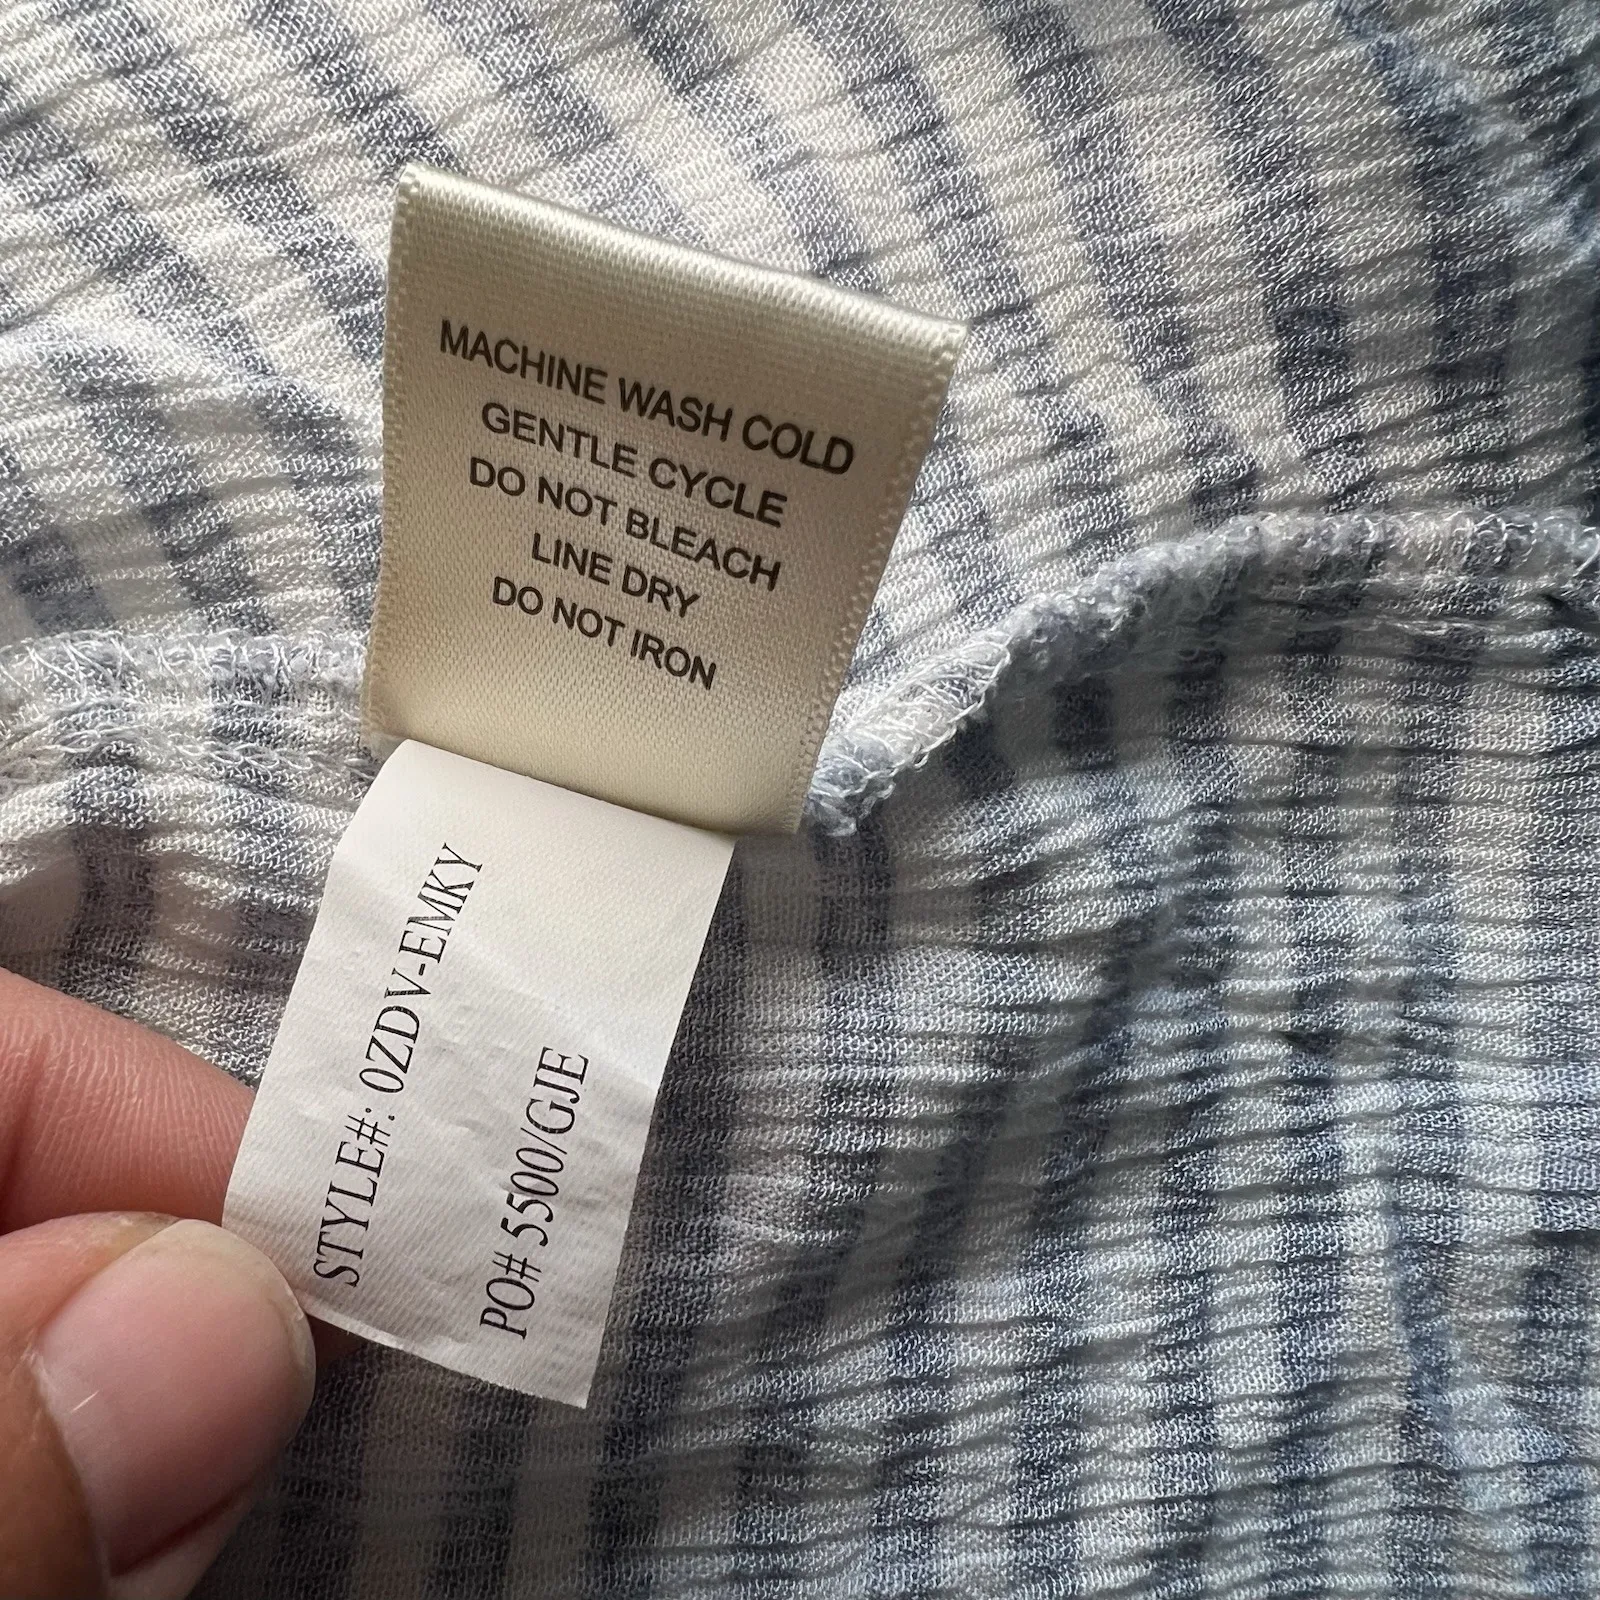 MACHINE WASH COLD
GENTLE CYCLE
DO NOT BLEACH
LINE DRY
DO NOT IRON
STYLE#: 0ZDV-EMKY
PO# 5500/GJE